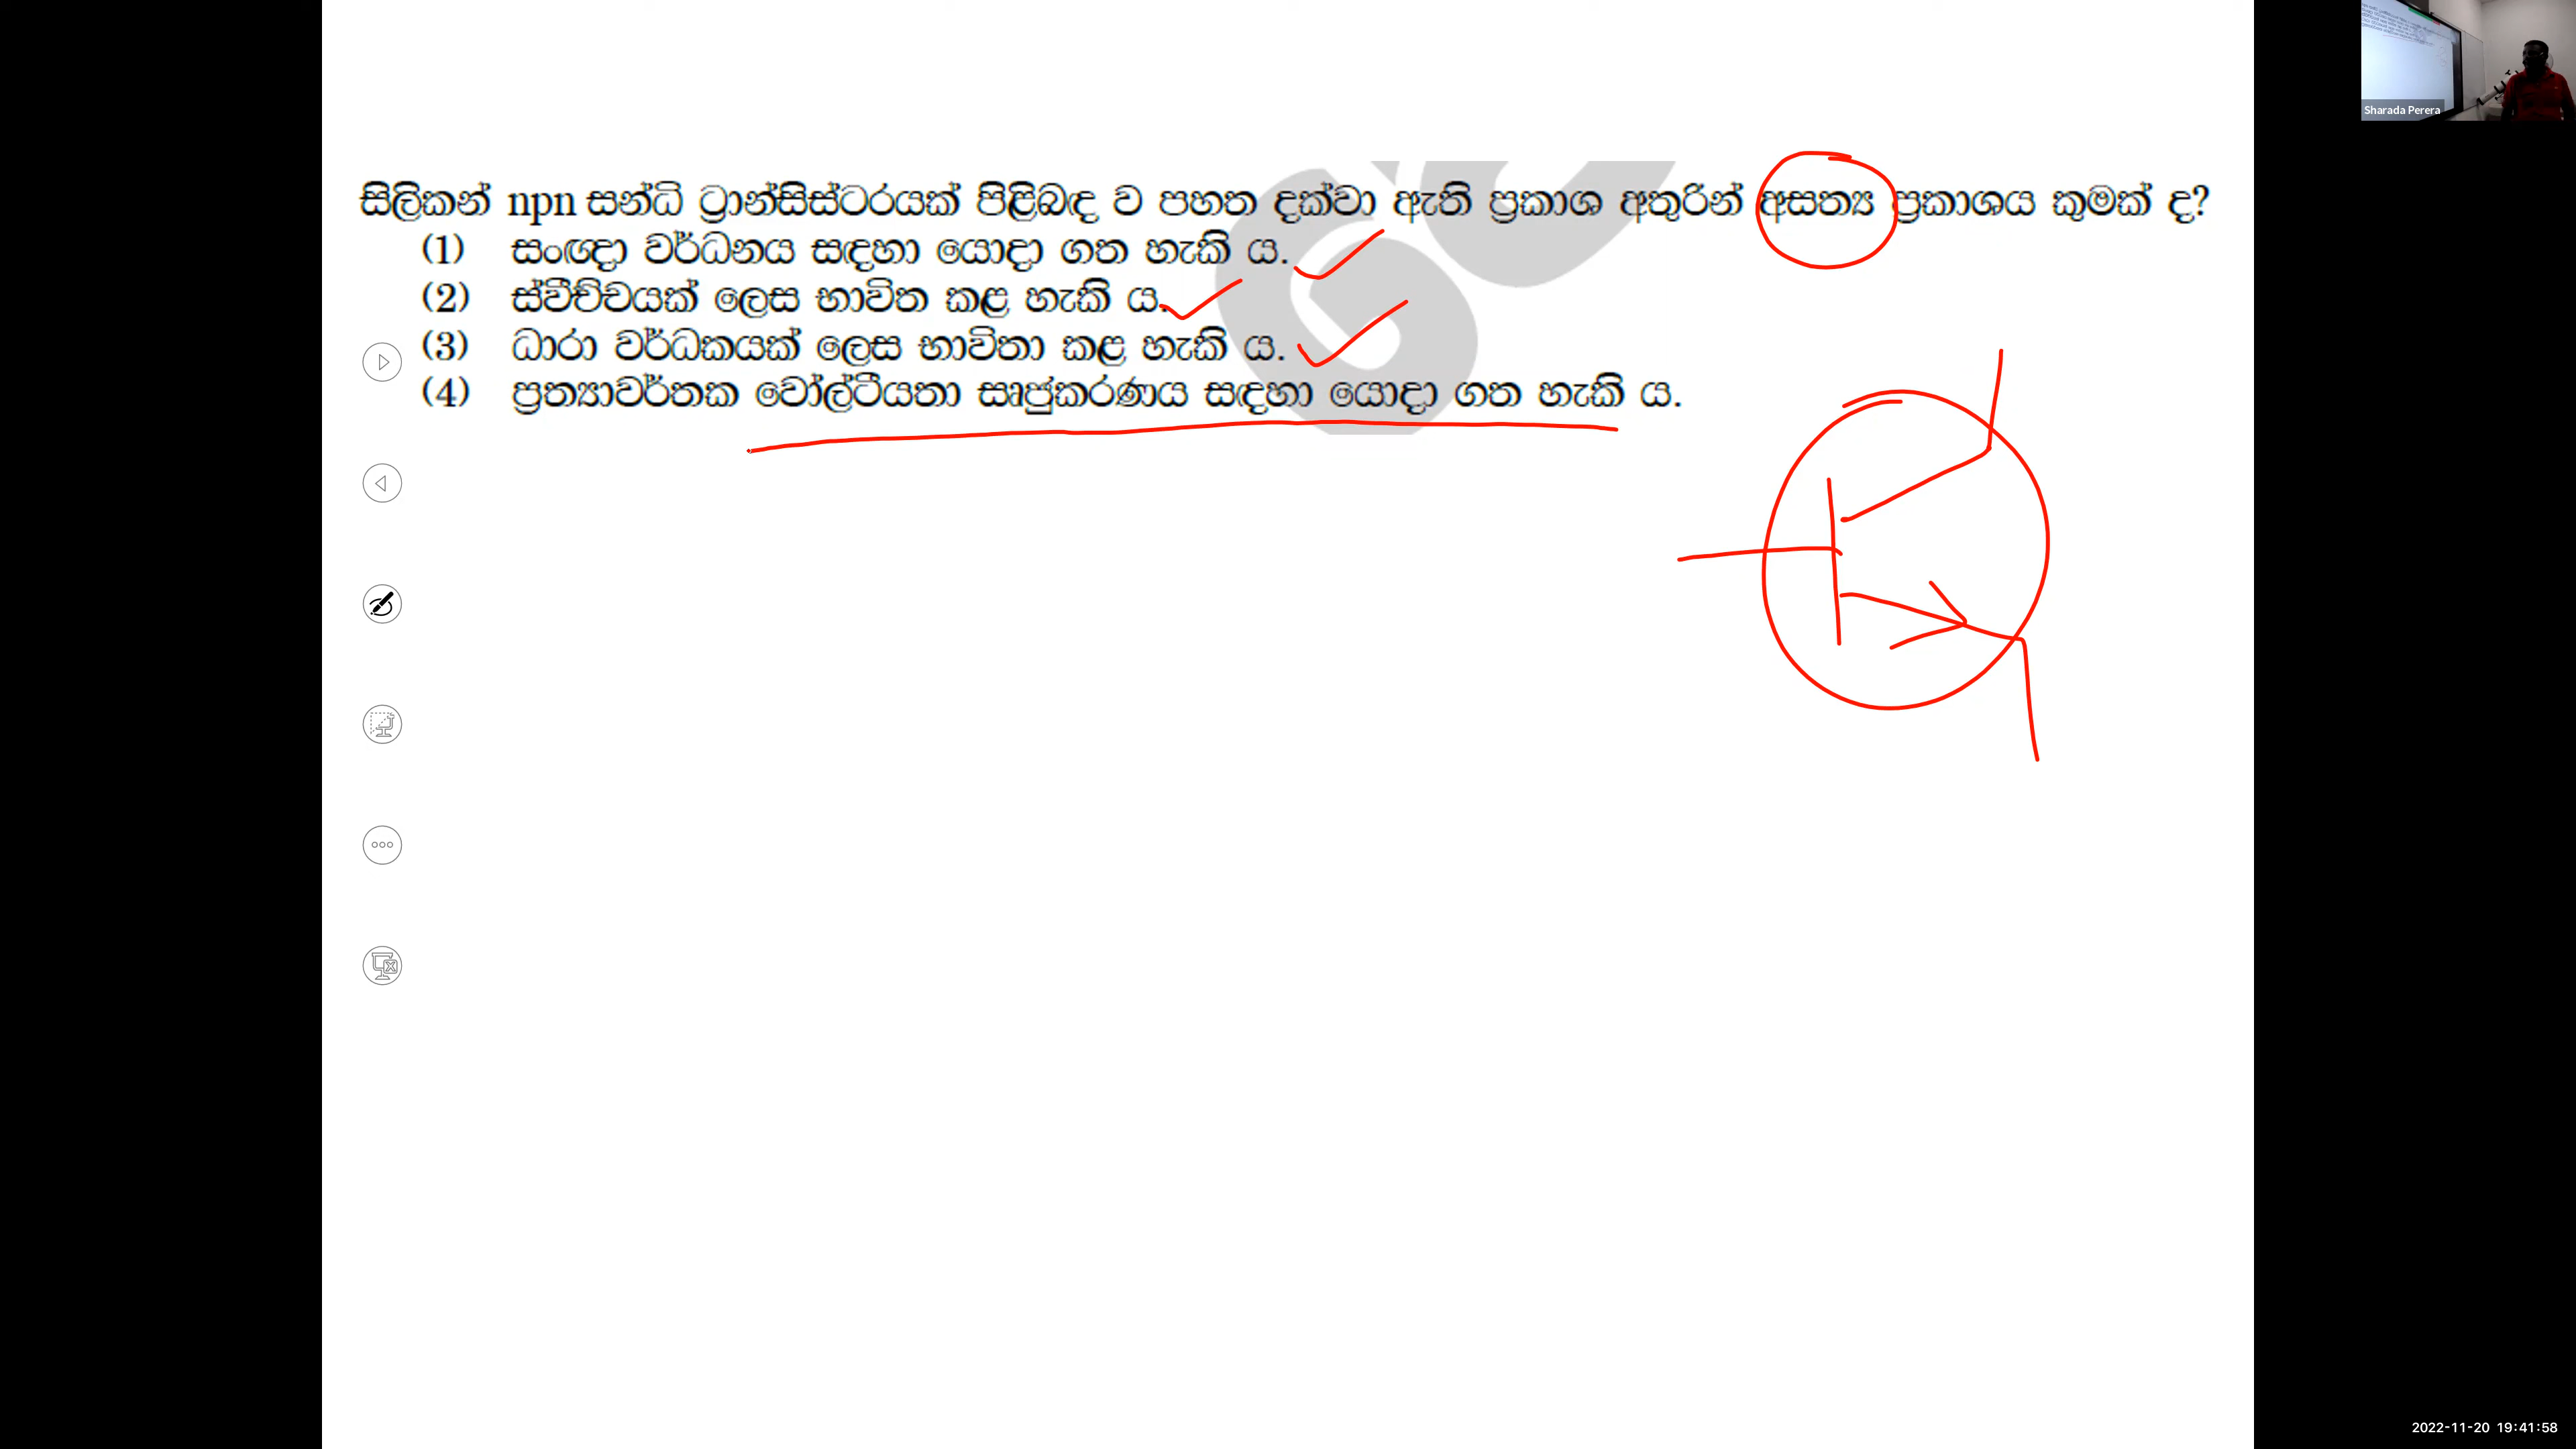 Sharada Perera
සිලිකන් npn සන්ධි ට්‍රාන්සිස්ටරයක් පිළිබඳ ව පහත දක්වා ඇති ප්‍රකාශ අතුරින් අසත්‍ය ප්‍රකාශය කුමක් ද?
(1) සංඥා වර්ධනය සඳහා යොදා ගත හැකි ය.
(2) ස්විච්චයක් ලෙස භාවිත කළ හැකි ය.
(3) ධාරා වර්ධකයක් ලෙස භාවිතා කළ හැකි ය.
(4) ප්‍රත්‍යාවර්තක වෝල්ටීයතා සෘජුකරණය සඳහා යොදා ගත හැකි ය.
2022-11-20 19:41:58